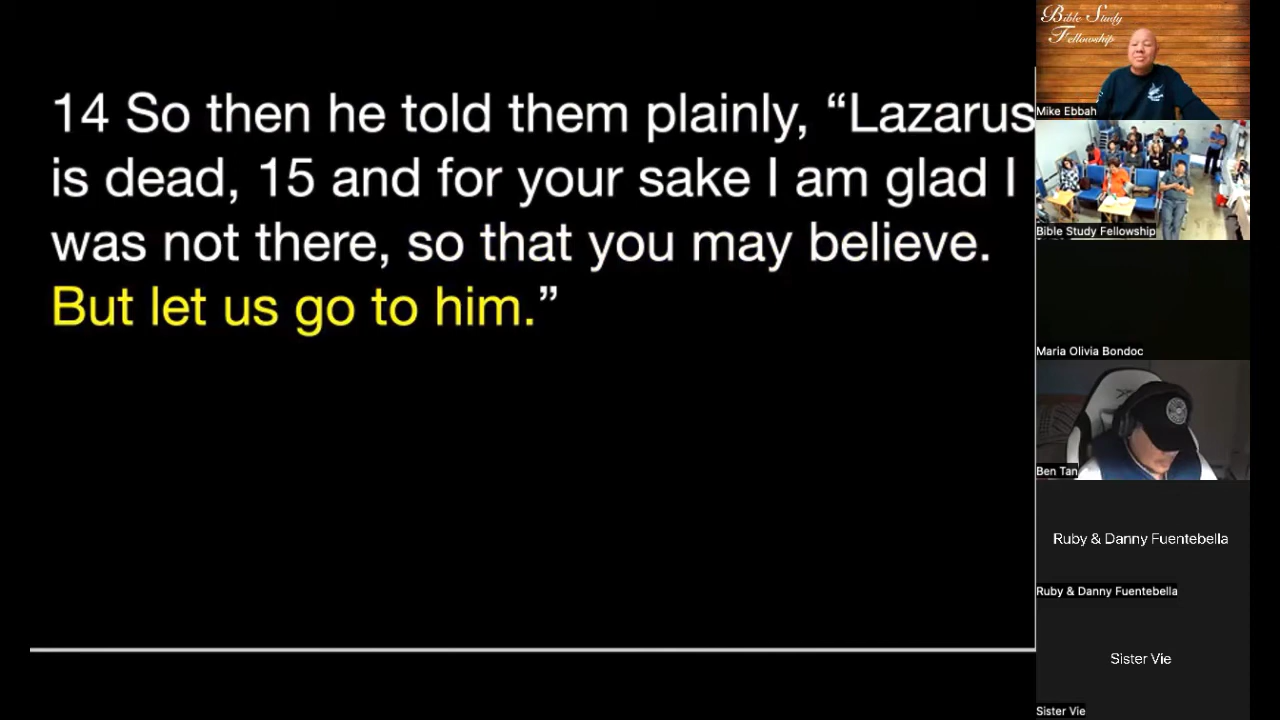 14 So then he told them plainly, “Lazarus
is dead, 15 and for your sake I am glad I
was not there, so that you may believe.
But let us go to him.”
Bible Study
Fellowship
Mike Ebbah
Bible Study Fellowship
Maria Olivia Bondoc
Ben Tan
Ruby & Danny Fuentebella
Ruby & Danny Fuentebella
Sister Vie
Sister Vie